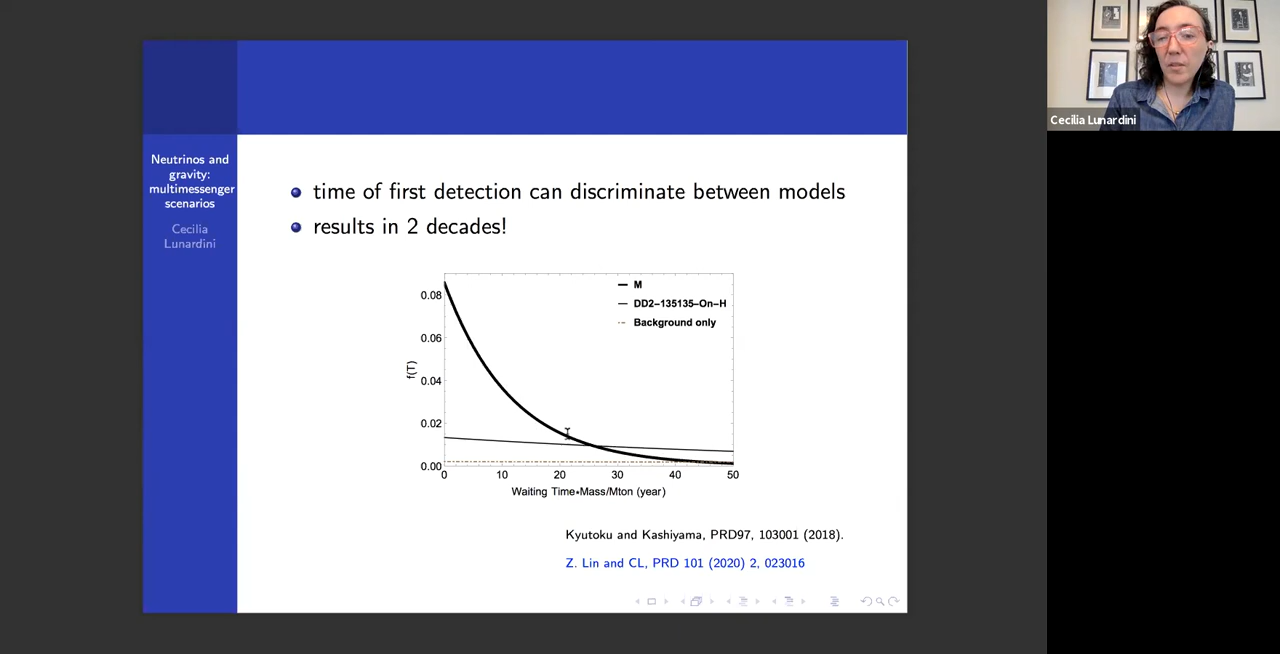 Neutrinos and
gravity:
multimessenger
scenarios
Cecilia
Lunardini
time of first detection can discriminate between models
results in 2 decades!
M
DD2-135135-On-H
Background only
f(T)
0.08
0.06
0.04
0.02
0.00
0 10 20 30 40 50
Waiting Time*Mass/Mton (year)
Kyutoku and Kashiyama, PRD97, 103001 (2018).
Z. Lin and CL, PRD 101 (2020) 2, 023016
Cecilia Lunardini